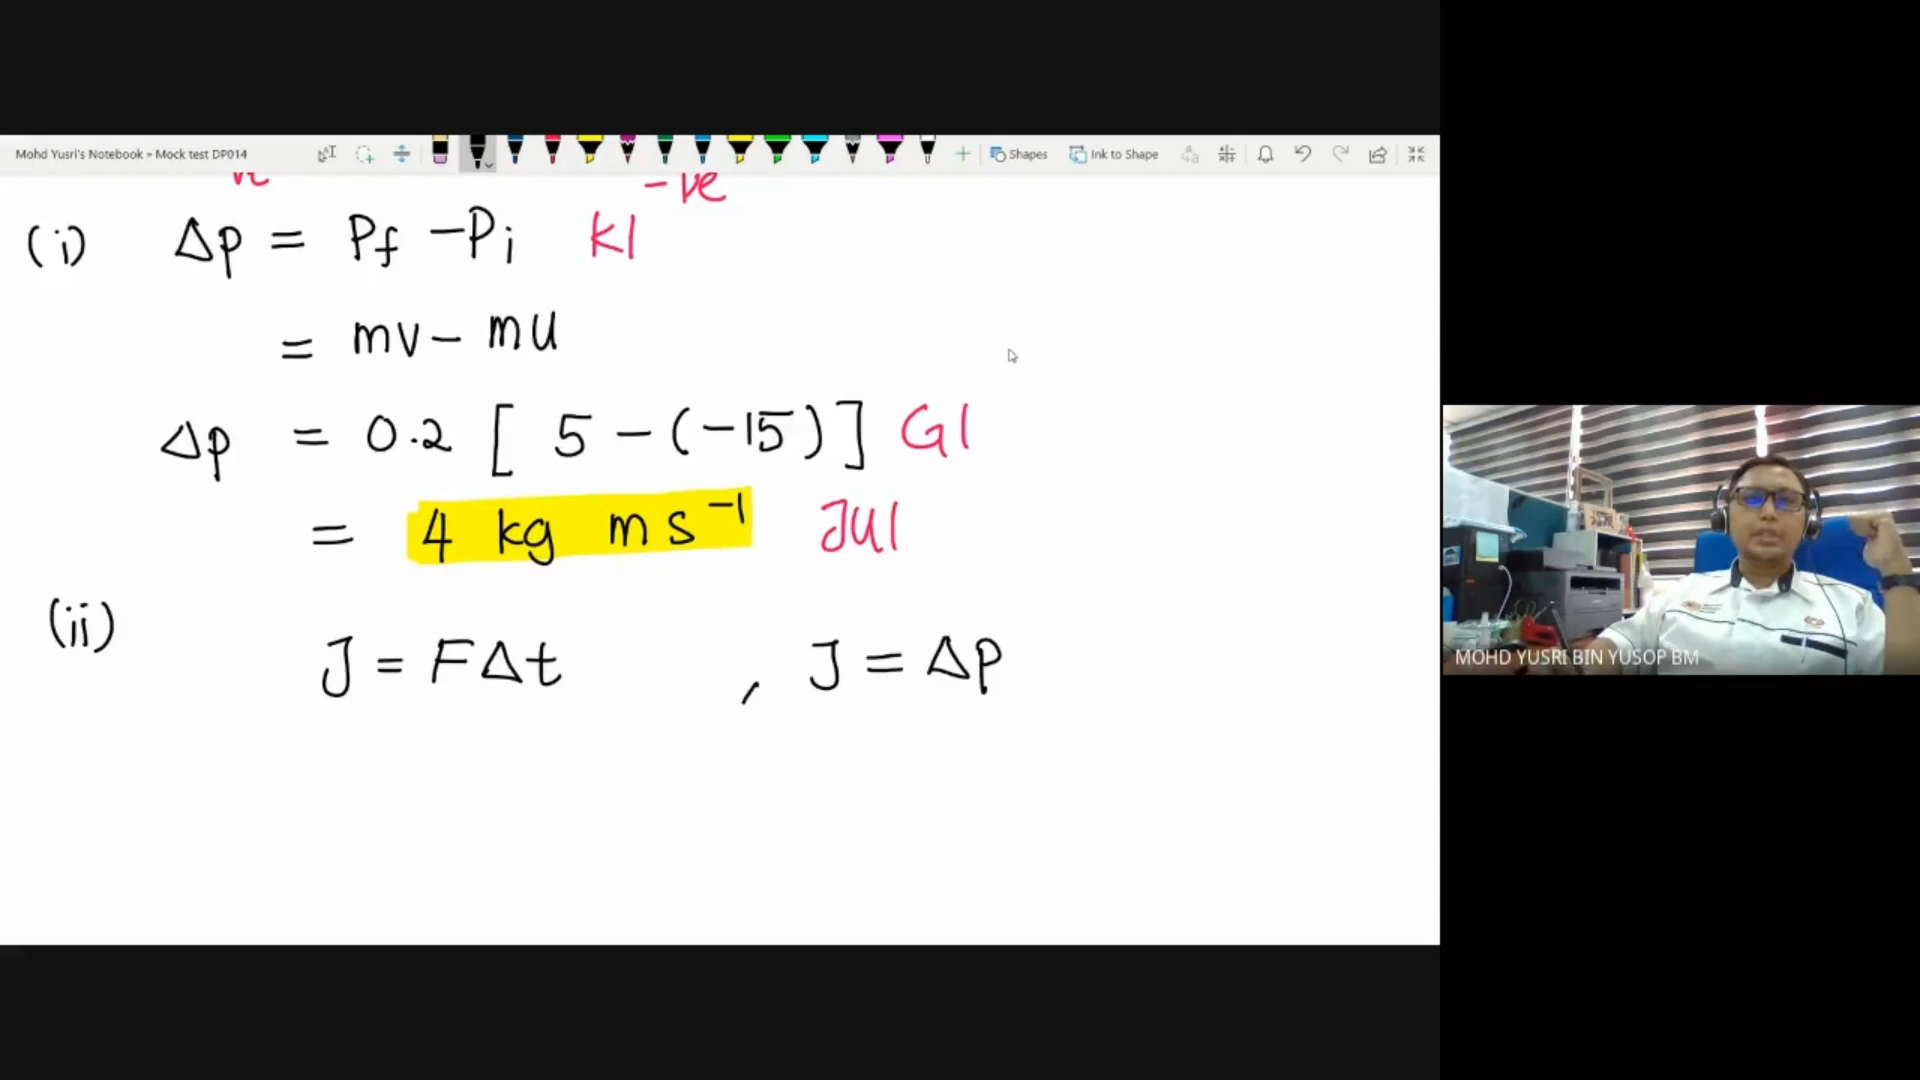 Mohd Yusri's Notebook » Mock test DP014
Shapes
Ink to Shape
-ve
(i) Δp = Pf - Pi K1
= mv - mu
Δp = 0.2 [ 5 - (-15) ] G1
= 4 kg m s⁻¹ JU1
(ii)
J = FΔt , J = Δp
MOHD YUSRI BIN YUSOP BM